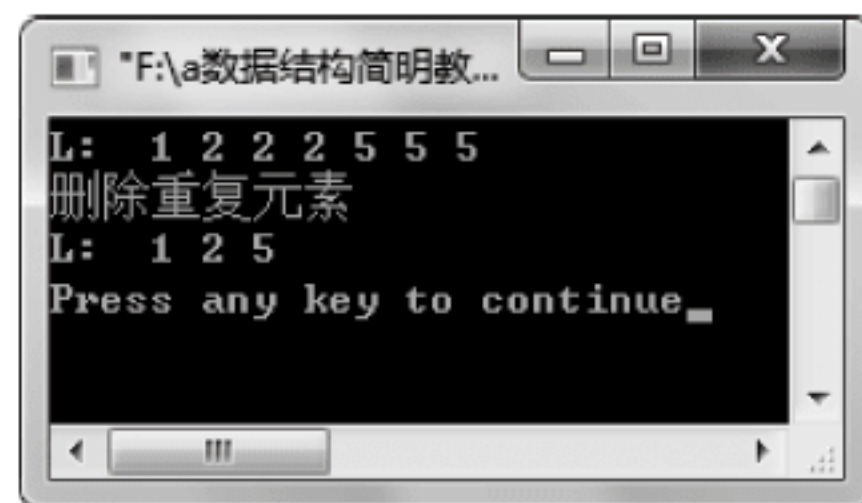 "F:\a数据结构简明教...
L:  1 2 2 2 5 5 5
删除重复元素
L:  1 2 5
Press any key to continue_